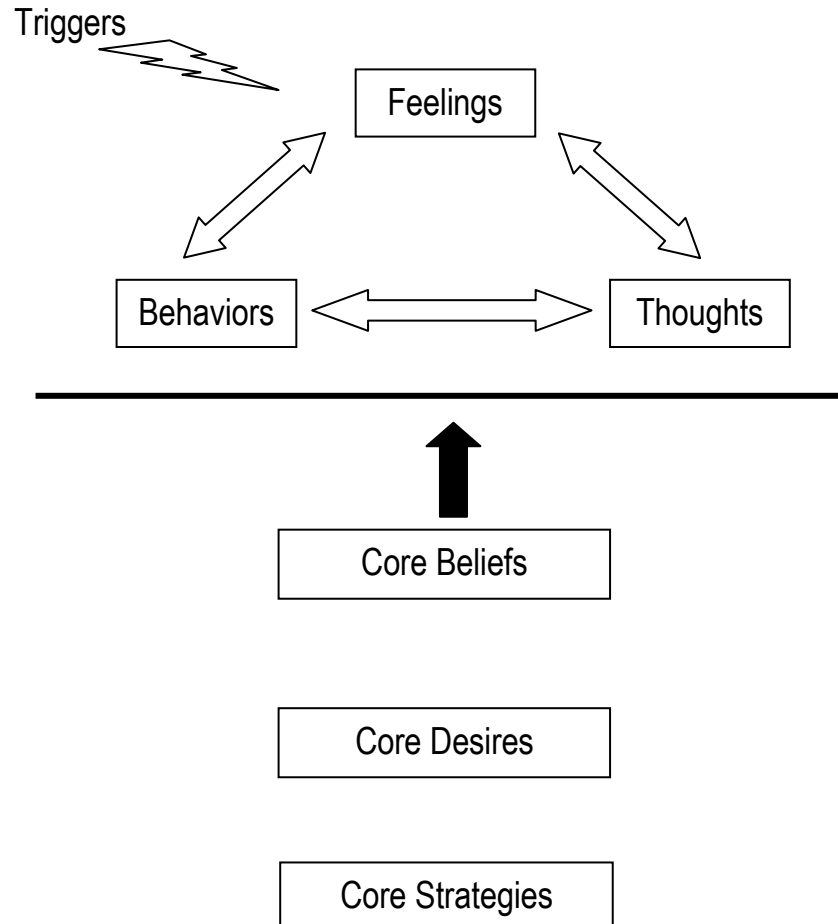 Triggers
Feelings
Behaviors
Thoughts
Core Beliefs
Core Desires
Core Strategies